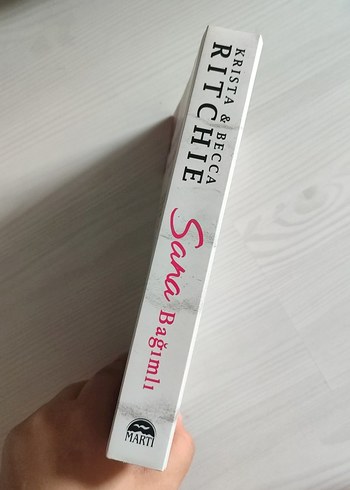 KRISTA & BECCA
RITCHIE
Sana Bağımlı
MARTI